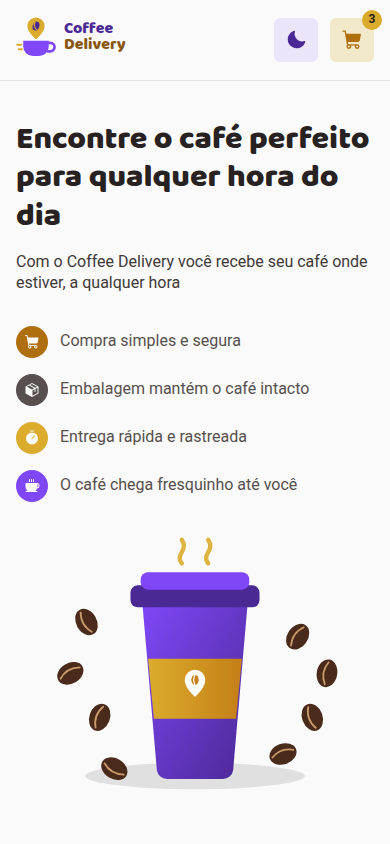 Coffee
Delivery
3
Encontre o café perfeito
para qualquer hora do
dia
Com o Coffee Delivery você recebe seu café onde
estiver, a qualquer hora
Compra simples e segura
Embalagem mantém o café intacto
Entrega rápida e rastreada
O café chega fresquinho até você